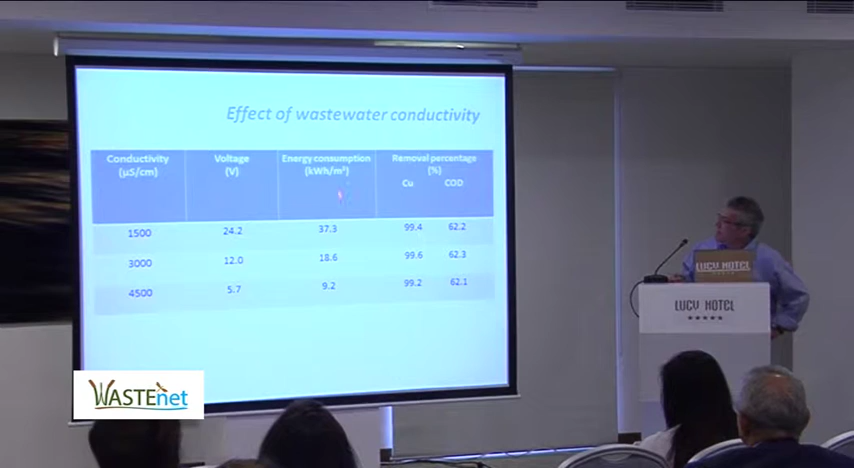 Effect of wastewater conductivity
Conductivity Voltage Energy consumption Removal percentage
(µS/cm) (V) (kWh/m³) (%)
Cu COD
1500 24.2 37.3 99.4 62.2
3000 12.0 18.6 99.6 62.3
4500 5.7 9.2 99.2 62.1
LUCY HOTEL
LUCY HOTEL
WASTEnet